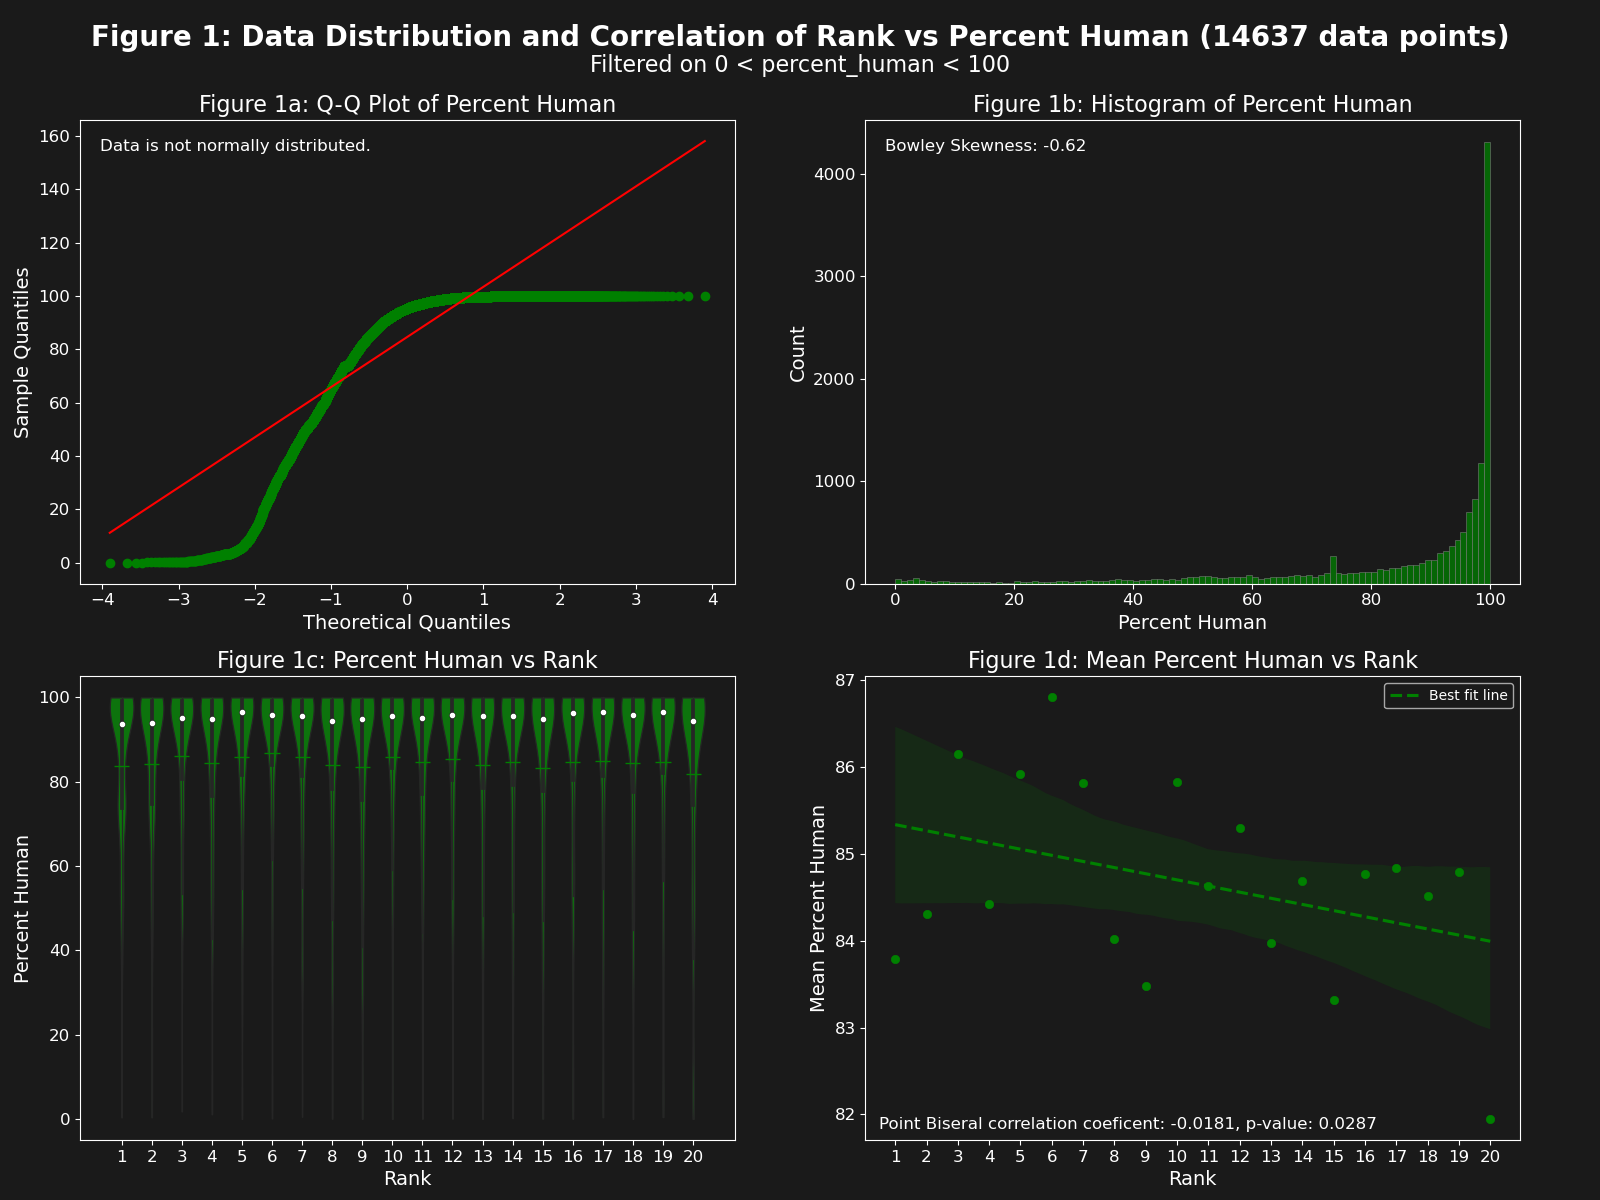 Figure 1: Data Distribution and Correlation of Rank vs Percent Human (14637 data points)
Filtered on 0 < percent_human < 100
Figure 1a: Q-Q Plot of Percent Human
Data is not normally distributed.
160
140
120
100
80
60
40
20
0
Sample Quantiles
−4 −3 −2 −1 0 1 2 3 4
Theoretical Quantiles
Figure 1b: Histogram of Percent Human
Bowley Skewness: -0.62
4000
3000
2000
1000
0
Count
0 20 40 60 80 100
Percent Human
Figure 1c: Percent Human vs Rank
100
80
60
40
20
0
Percent Human
1 2 3 4 5 6 7 8 9 10 11 12 13 14 15 16 17 18 19 20
Rank
Figure 1d: Mean Percent Human vs Rank
Best fit line
87
86
85
84
83
82
Mean Percent Human
Point Biseral correlation coeficent: -0.0181, p-value: 0.0287
1 2 3 4 5 6 7 8 9 10 11 12 13 14 15 16 17 18 19 20
Rank